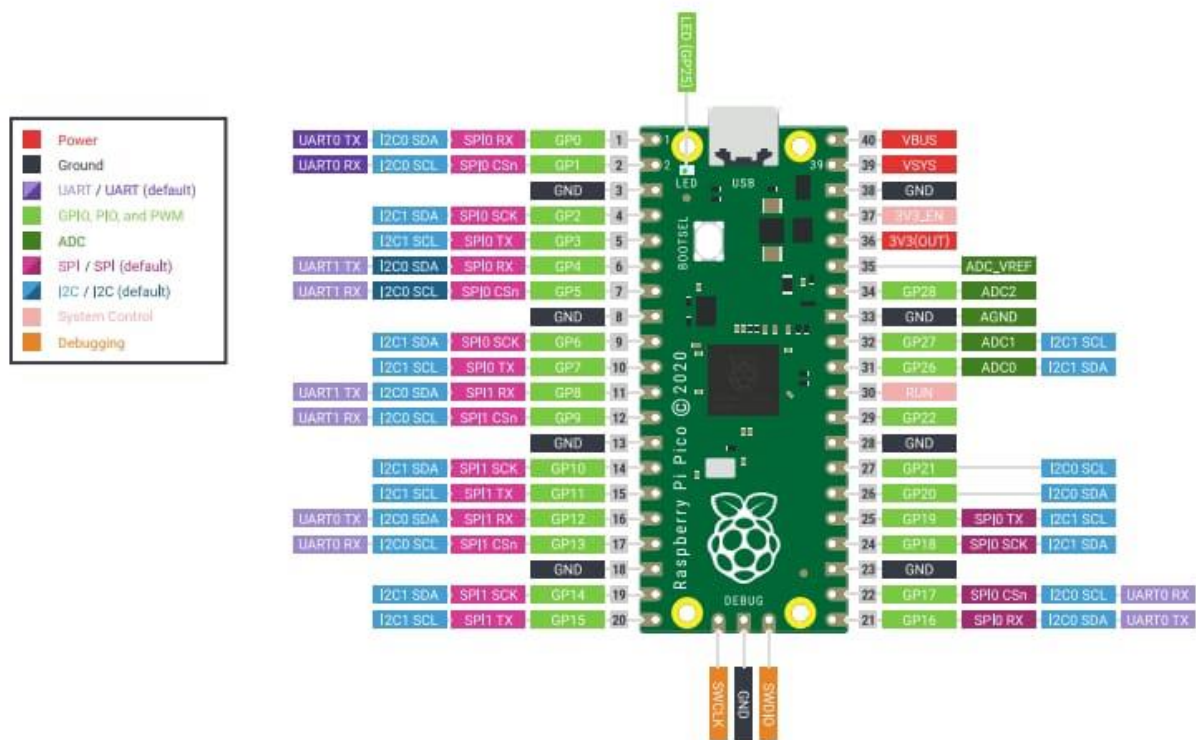 LED (GP25)
Power
Ground
UART / UART (default)
GPIO, PIO, and PWM
ADC
SPI / SPI (default)
I2C / I2C (default)
System Control
Debugging
UART0 TX I2C0 SDA SPI0 RX GP0 1
UART0 RX I2C0 SCL SPI0 CSn GP1 2
GND 3
I2C1 SDA SPI0 SCK GP2 4
I2C1 SCL SPI0 TX GP3 5
UART1 TX I2C0 SDA SPI0 RX GP4 6
UART1 RX I2C0 SCL SPI0 CSn GP5 7
GND 8
I2C1 SDA SPI0 SCK GP6 9
I2C1 SCL SPI0 TX GP7 10
UART1 TX I2C0 SDA SPI1 RX GP8 11
UART1 RX I2C0 SCL SPI1 CSn GP9 12
GND 13
I2C1 SDA SPI1 SCK GP10 14
I2C1 SCL SPI1 TX GP11 15
UART0 TX I2C0 SDA SPI1 RX GP12 16
UART0 RX I2C0 SCL SPI1 CSn GP13 17
GND 18
I2C1 SDA SPI1 SCK GP14 19
I2C1 SCL SPI1 TX GP15 20
1
2
39
LED USB
BOOTSEL
Raspberry Pi Pico © 2020
DEBUG
40 VBUS
39 VSYS
38 GND
37 3V3_EN
36 3V3(OUT)
35 ADC_VREF
34 GP28 ADC2
33 GND AGND
32 GP27 ADC1 I2C1 SCL
31 GP26 ADC0 I2C1 SDA
30 RUN
29 GP22
28 GND
27 GP21 I2C0 SCL
26 GP20 I2C0 SDA
25 GP19 SPI0 TX I2C1 SCL
24 GP18 SPI0 SCK I2C1 SDA
23 GND
22 GP17 SPI0 CSn I2C0 SCL UART0 RX
21 GP16 SPI0 RX I2C0 SDA UART0 TX
SWCLK
GND
SWDIO